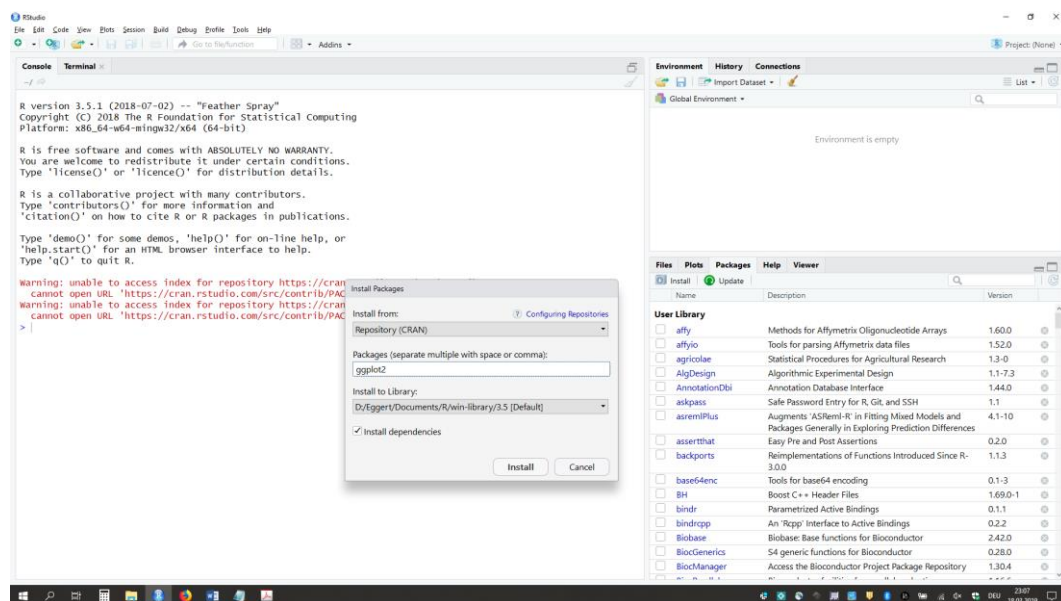 RStudio
File Edit Code View Plots Session Build Debug Profile Tools Help
Go to file/function Addins Project: (None)
Console Terminal
R version 3.5.1 (2018-07-02) -- "Feather Spray"
Copyright (C) 2018 The R Foundation for Statistical Computing
Platform: x86_64-w64-mingw32/x64 (64-bit)
R is free software and comes with ABSOLUTELY NO WARRANTY.
You are welcome to redistribute it under certain conditions.
Type 'license()' or 'licence()' for distribution details.
R is a collaborative project with many contributors.
Type 'contributors()' for more information and
'citation()' on how to cite R or R packages in publications.
Type 'demo()' for some demos, 'help()' for on-line help, or
'help.start()' for an HTML browser interface to help.
Type 'q()' to quit R.
Warning: unable to access index for repository https://cran
cannot open URL 'https://cran.rstudio.com/src/contrib/PAC
Warning: unable to access index for repository https://cran
cannot open URL 'https://cran.rstudio.com/src/contrib/PAC
>
Install Packages
Install from: Configuring Repositories
Repository (CRAN)
Packages (separate multiple with space or comma):
ggplot2
Install to Library:
D:/Eggert/Documents/R/win-library/3.5 [Default]
Install dependencies
Install Cancel
Environment History Connections
Import Dataset List
Global Environment
Environment is empty
Files Plots Packages Help Viewer
Install Update
Name Description Version
User Library
affy Methods for Affymetrix Oligonucleotide Arrays 1.60.0
affyio Tools for parsing Affymetrix data files 1.52.0
agricolae Statistical Procedures for Agricultural Research 1.3-0
AlgDesign Algorithmic Experimental Design 1.1-7.3
AnnotationDbi Annotation Database Interface 1.44.0
askpass Safe Password Entry for R, Git, and SSH 1.1
asremlPlus Augments 'ASReml-R' in Fitting Mixed Models and 4.1-10
Packages Generally in Exploring Prediction Differences
assertthat Easy Pre and Post Assertions 0.2.0
backports Reimplementations of Functions Introduced Since R- 1.1.3
3.0.0
base64enc Tools for base64 encoding 0.1-3
BH Boost C++ Header Files 1.69.0-1
bindr Parametrized Active Bindings 0.1.1
bindrcpp An 'Rcpp' Interface to Active Bindings 0.2.2
Biobase Biobase: Base functions for Bioconductor 2.42.0
BiocGenerics S4 generic functions for Bioconductor 0.28.0
BiocManager Access the Bioconductor Project Package Repository 1.30.4
DEU 23:07